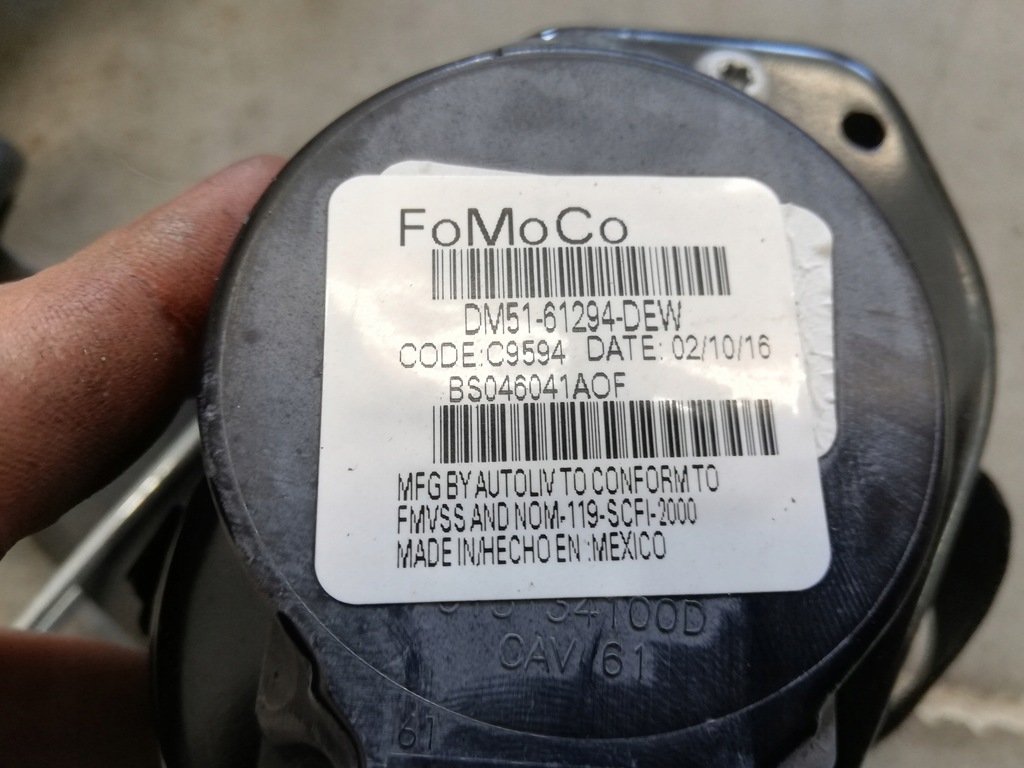 FoMoCo
DM51-61294-DEW
CODE:C9594 DATE: 02/10/16
BS046041AOF
MFG BY AUTOLIV TO CONFORM TO
FMVSS AND NOM-119-SCFI-2000
MADE IN/HECHO EN :MEXICO
CAV 61
61